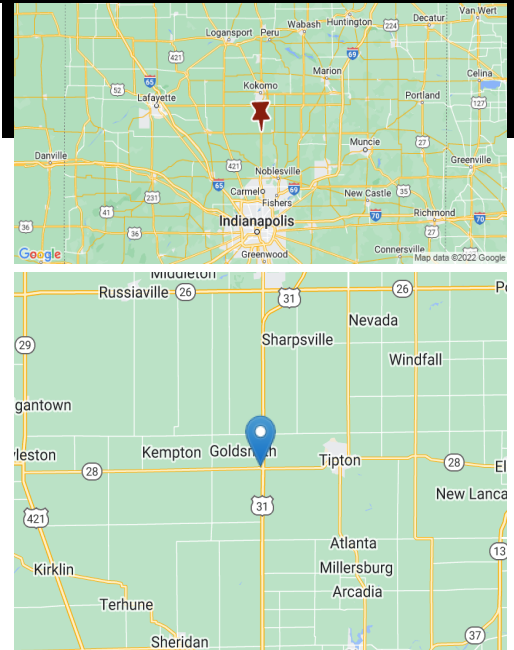 Van Wert
Huntington
Decatur
Wabash
224
Logansport Peru
69
421
Marion
Celina
65
Kokomo
52
Lafayette
Portland
127
Muncie
27
Danville
Greenville
421
Noblesville
65
69
Carmel
New Castle 35
231
Fishers
41
70
Richmond
70
Indianapolis
36
36
27
Connersville
Google
Greenwood
Map data ©2022 Google
Middleton
Russiaville 26
26
31
Nevada
Sharpsville
29
Windfall
gantown
Kempton
Tipton
28
28
31
New Lanca
421
Atlanta
13
Kirklin
Millersburg
Arcadia
Terhune
37
Sheridan